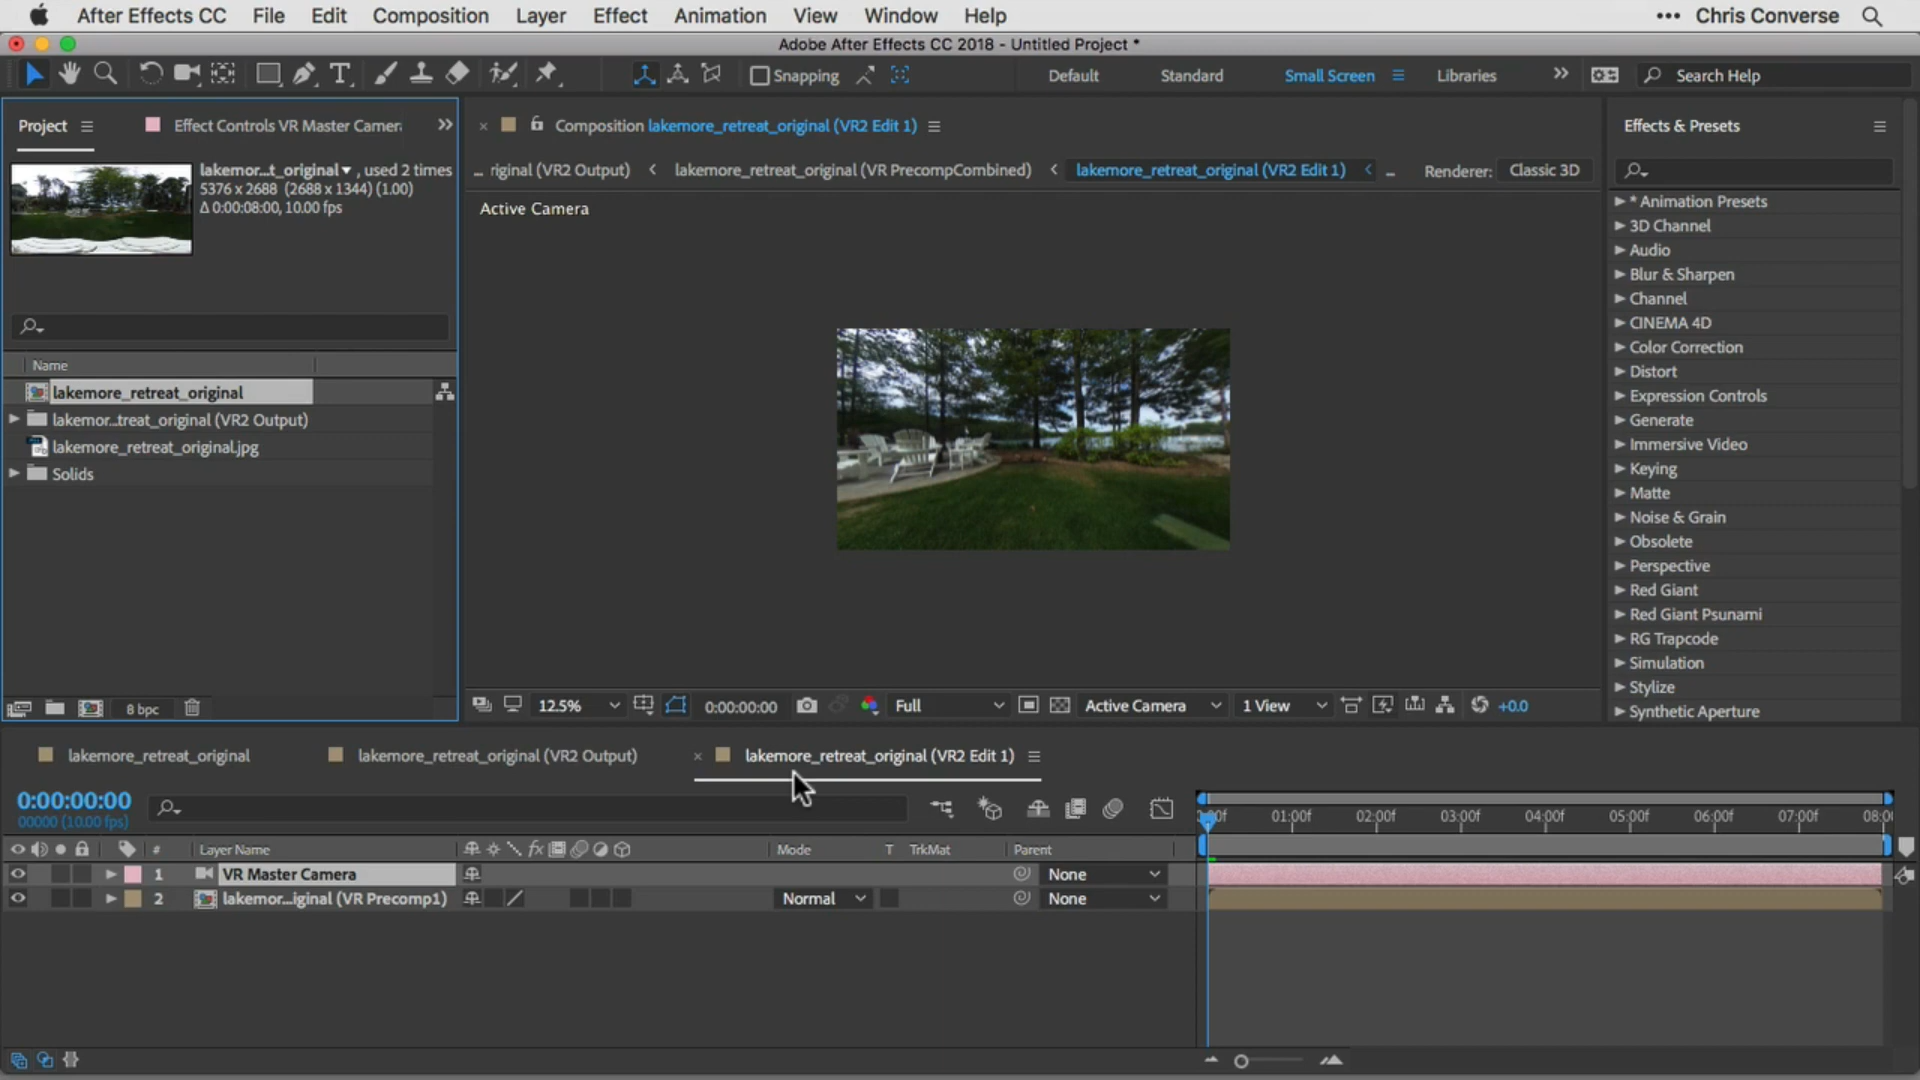 After Effects CC File Edit Composition Layer Effect Animation View Window Help ••• Chris Converse
Adobe After Effects CC 2018 - Untitled Project *
Snapping Default Standard Small Screen Libraries Search Help
Project Effect Controls VR Master Camer
Composition lakemore_retreat_original (VR2 Edit 1)
Effects & Presets
lakemor...t_original , used 2 times
5376 x 2688 (2688 x 1344) (1.00)
Δ 0:00:08:00, 10.00 fps
... riginal (VR2 Output) lakemore_retreat_original (VR PrecompCombined) lakemore_retreat_original (VR2 Edit 1)
Renderer: Classic 3D
Active Camera
* Animation Presets
3D Channel
Audio
Blur & Sharpen
Channel
CINEMA 4D
Color Correction
Distort
Expression Controls
Generate
Immersive Video
Keying
Matte
Noise & Grain
Obsolete
Perspective
Red Giant
Red Giant Psunami
RG Trapcode
Simulation
Stylize
Synthetic Aperture
Name
lakemore_retreat_original
lakemor...treat_original (VR2 Output)
lakemore_retreat_original.jpg
Solids
8 bpc
12.5% 0:00:00:00 Full Active Camera 1 View +0.0
lakemore_retreat_original lakemore_retreat_original (VR2 Output) lakemore_retreat_original (VR2 Edit 1)
0:00:00:00
00000 (10.00 fps)
01:00f 02:00f 03:00f 04:00f 05:00f 06:00f 07:00f 08:0
# Layer Name fx Mode T TrkMat Parent
1 VR Master Camera None
2 lakemor...iginal (VR Precomp1) Normal None